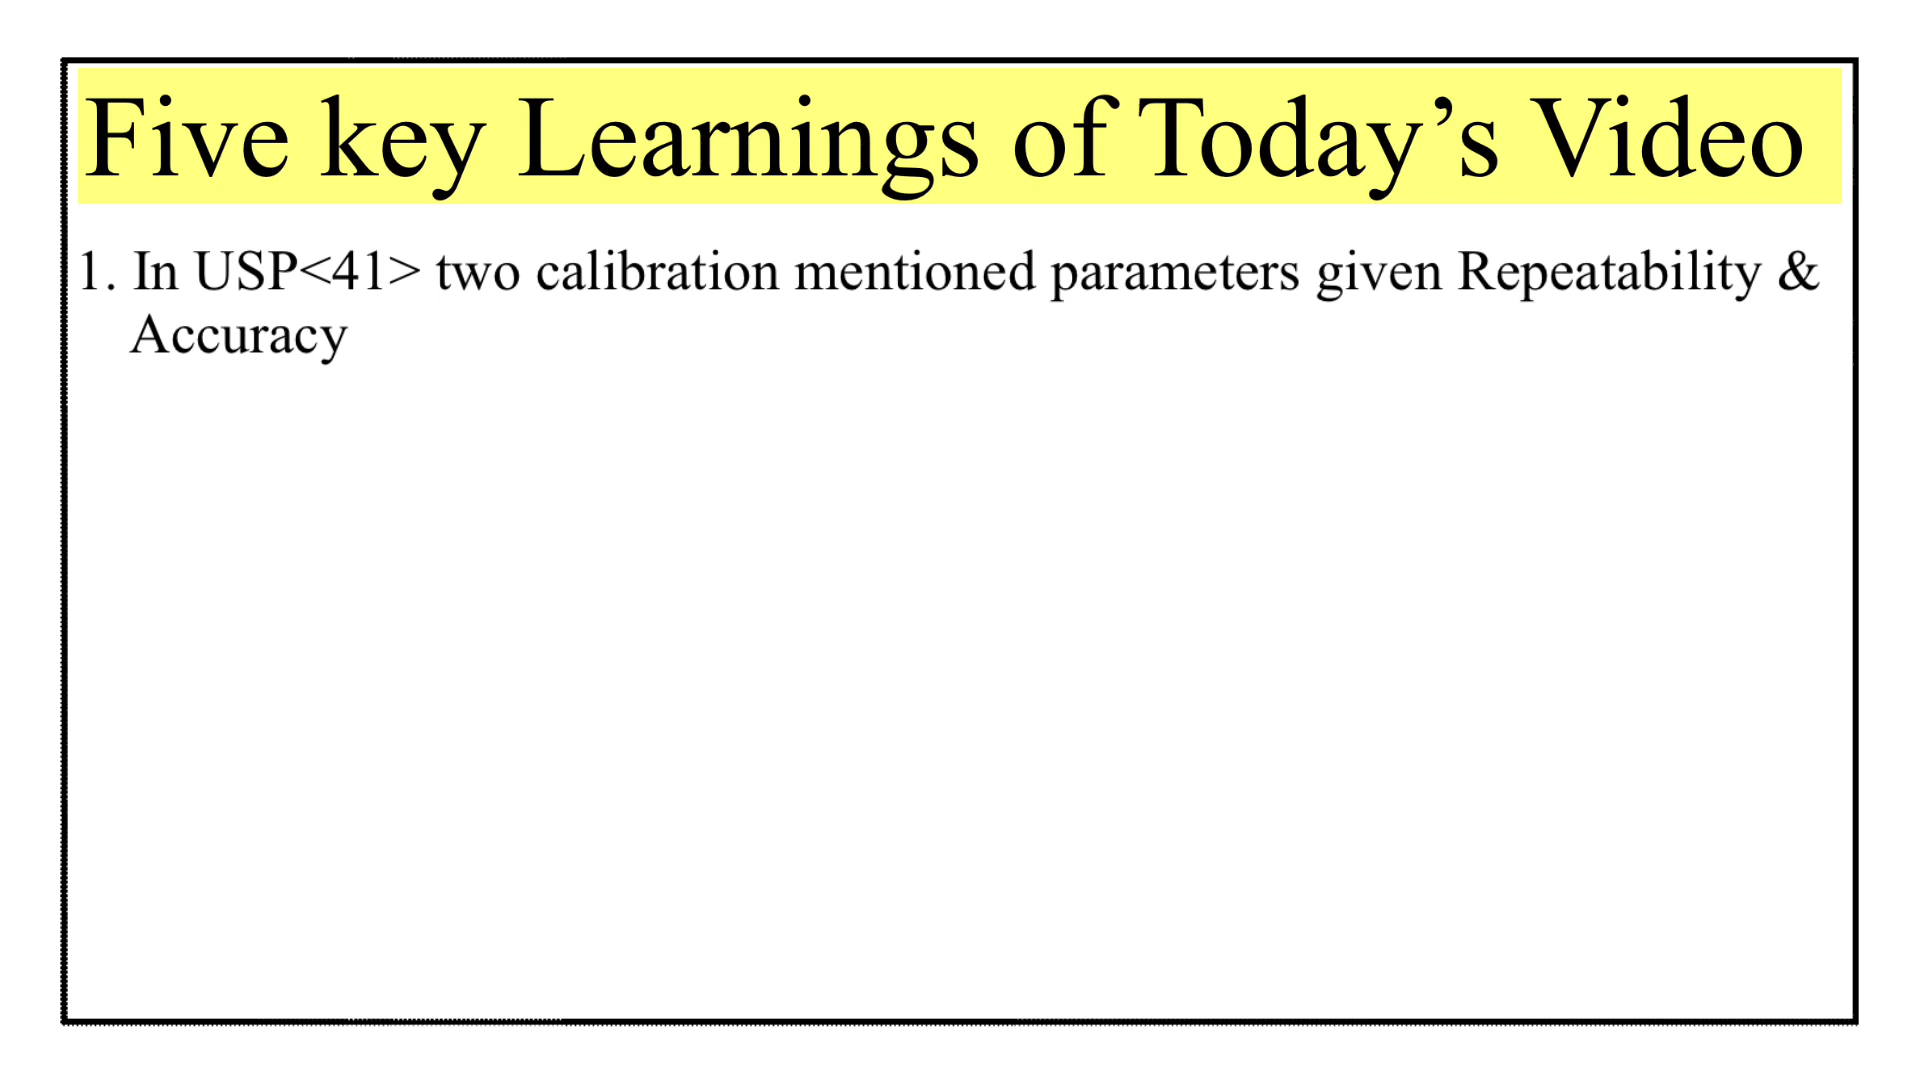 Five key Learnings of Today’s Video
1. In USP<41> two calibration mentioned parameters given Repeatability &
Accuracy